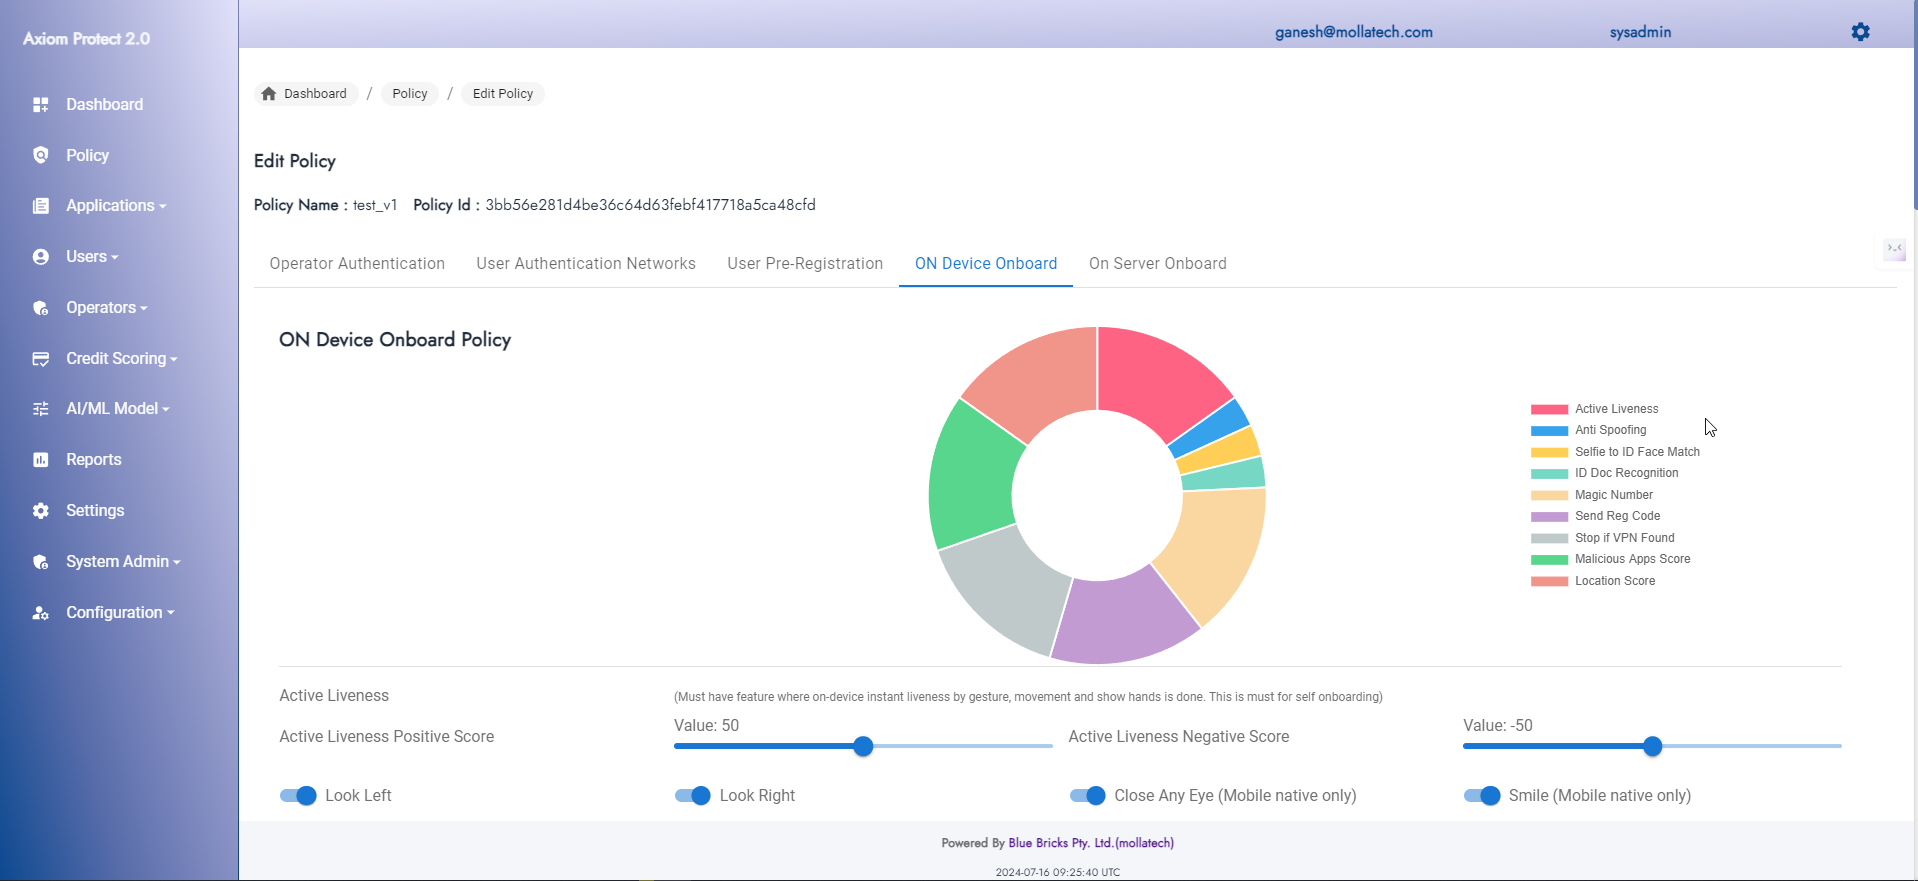 Axiom Protect 2.0
ganesh@mollatech.com
sysadmin
Dashboard
Policy
Applications
Users
Operators
Credit Scoring
AI/ML Model
Reports
Settings
System Admin
Configuration
Dashboard / Policy / Edit Policy
Edit Policy
Policy Name : test_v1 Policy Id : 3bb56e281d4be36c64d63febf417718a5ca48cfd
Operator Authentication
User Authentication Networks
User Pre-Registration
ON Device Onboard
On Server Onboard
ON Device Onboard Policy
Active Liveness
Anti Spoofing
Selfie to ID Face Match
ID Doc Recognition
Magic Number
Send Reg Code
Stop if VPN Found
Malicious Apps Score
Location Score
Active Liveness
(Must have feature where on-device instant liveness by gesture, movement and show hands is done. This is must for self onboarding)
Active Liveness Positive Score
Value: 50
Active Liveness Negative Score
Value: -50
Look Left
Look Right
Close Any Eye (Mobile native only)
Smile (Mobile native only)
Powered By Blue Bricks Pty. Ltd.(mollatech)
2024-07-16 09:25:40 UTC